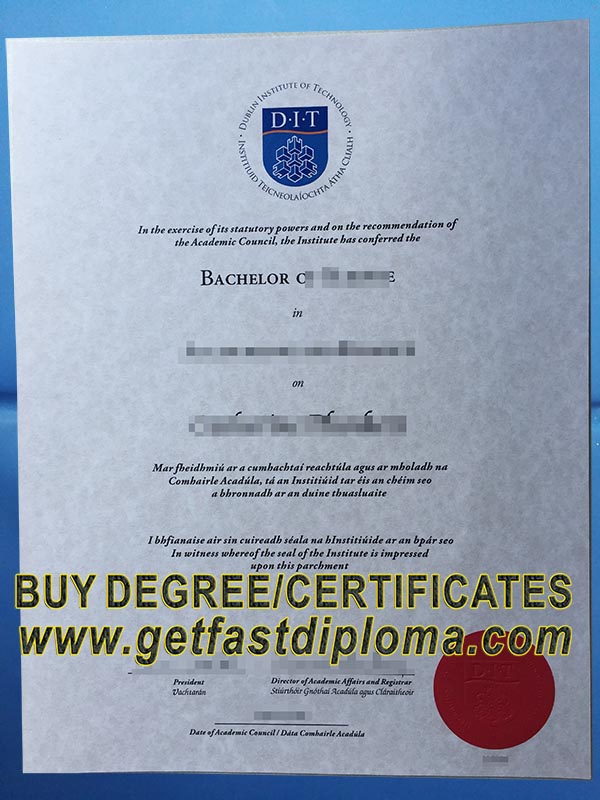 DUBLIN INSTITUTE OF TECHNOLOGY •
INSTITIÚID TEICNEOLAÍOCHTA ÁTHA CLIATH •
D·I·T
In the exercise of its statutory powers and on the recommendation of
the Academic Council, the Institute has conferred the
BACHELOR
in
on
Mar fheidhmiú ar a cumhachtaí reachtúla agus ar mholadh na
Comhairle Acadúla, tá an Institiúid tar éis an chéim seo
a bhronnadh ar an duine thuasluaite
I bhfianaise air sin cuireadh séala na hInstitiúide ar an bpár seo
In witness whereof the seal of the Institute is impressed
upon this parchment
BUY DEGREE/CERTIFICATES
www.getfastdiploma.com
D·I·T
President
Vachtarán
Director of Academic Affairs and Registrar
Stiúrthóir Gnóthaí Acadúla agus Cláraitheoir
Date of Academic Council / Dáta Comhairle Acadúla